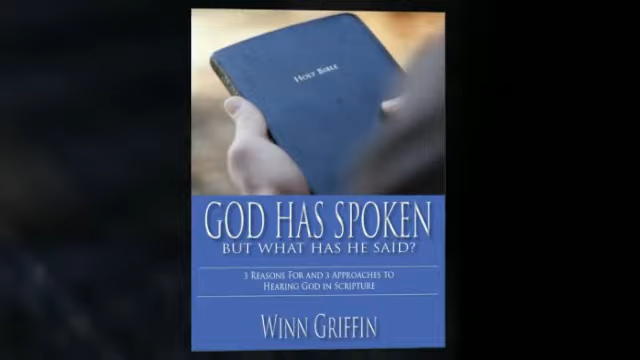 HOLY BIBLE
GOD HAS SPOKEN
BUT WHAT HAS HE SAID?
3 REASONS FOR AND 3 APPROACHES TO
HEARING GOD IN SCRIPTURE
WINN GRIFFIN